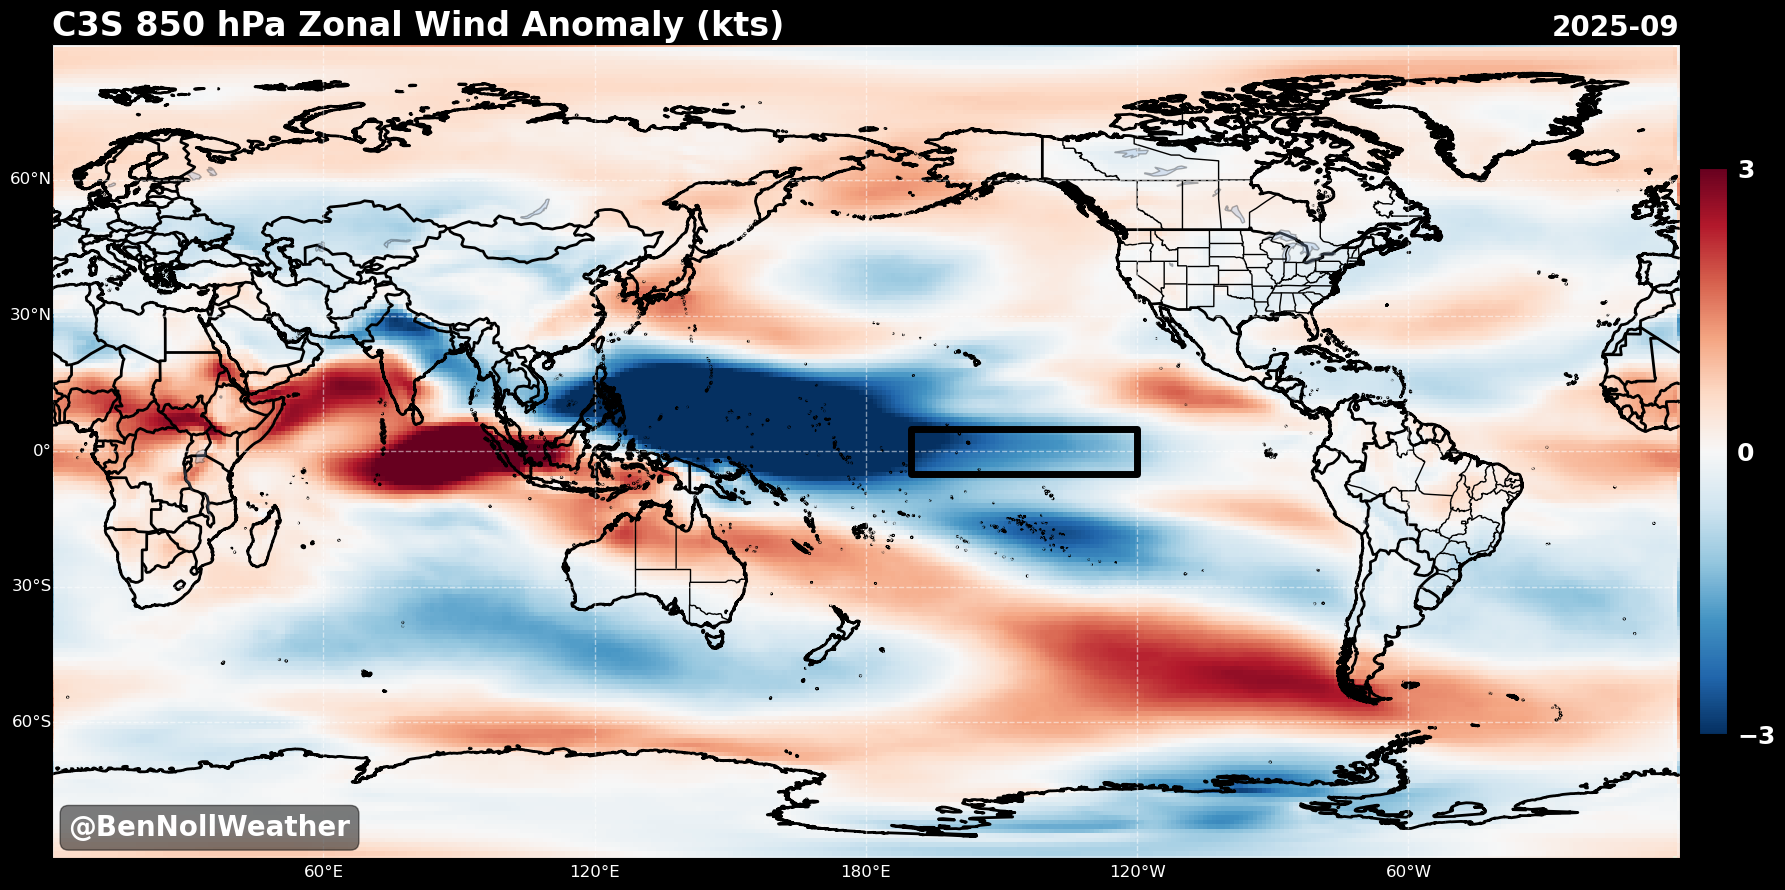 C3S 850 hPa Zonal Wind Anomaly (kts)
2025-09
60°N
30°N
0°
30°S
60°S
60°E
120°E
180°E
120°W
60°W
3
0
−3
@BenNollWeather